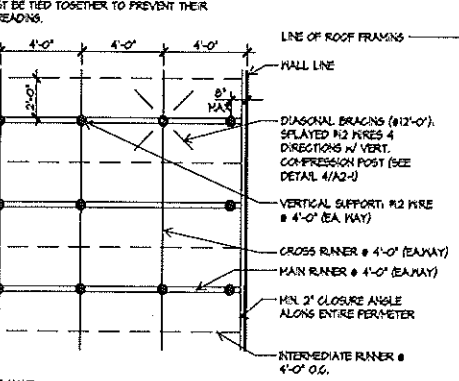 ST BE TIED TOGETHER TO PREVENT THEIR
READING.
4'-0" 4'-0" 4'-0"
LINE OF ROOF FRAMING
WALL LINE
2'-0"
8"
MAX
DIAGONAL BRACING (@12'-0"):
SPLAYED #12 WIRES 4
DIRECTIONS W/ VERT.
COMPRESSION POST (SEE
DETAIL 4/A2-1)
VERTICAL SUPPORT: #12 WIRE
@ 4'-0" (EA. WAY)
CROSS RUNNER @ 4'-0" (EA.WAY)
MAIN RUNER @ 4'-0" (EA.WAY)
MIN. 2" CLOSURE ANGLE
ALONG ENTIRE PERIMETER
INTERMEDIATE RUNNER @
4'-0" O.C.